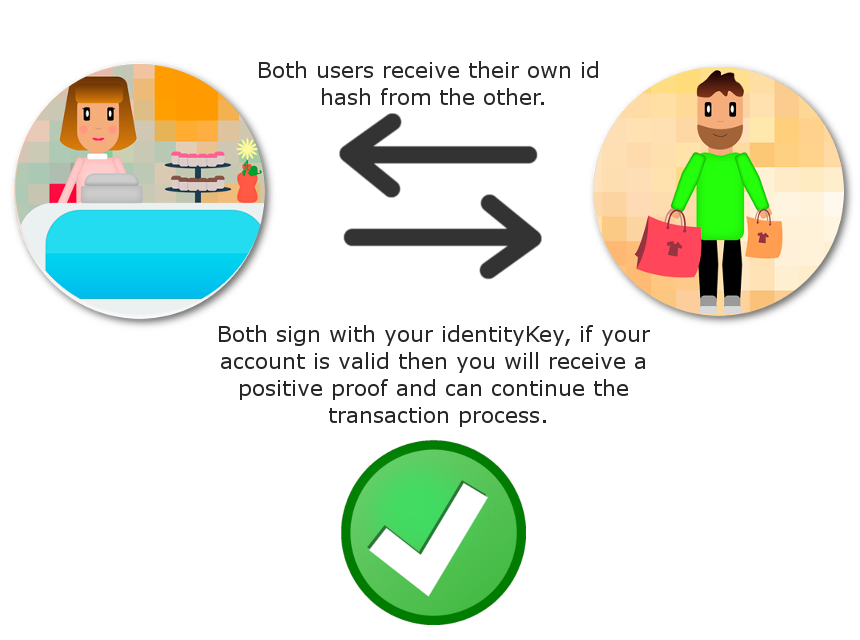 Both users receive their own id
hash from the other.
Both sign with your identityKey, if your
account is valid then you will receive a
positive proof and can continue the
transaction process.